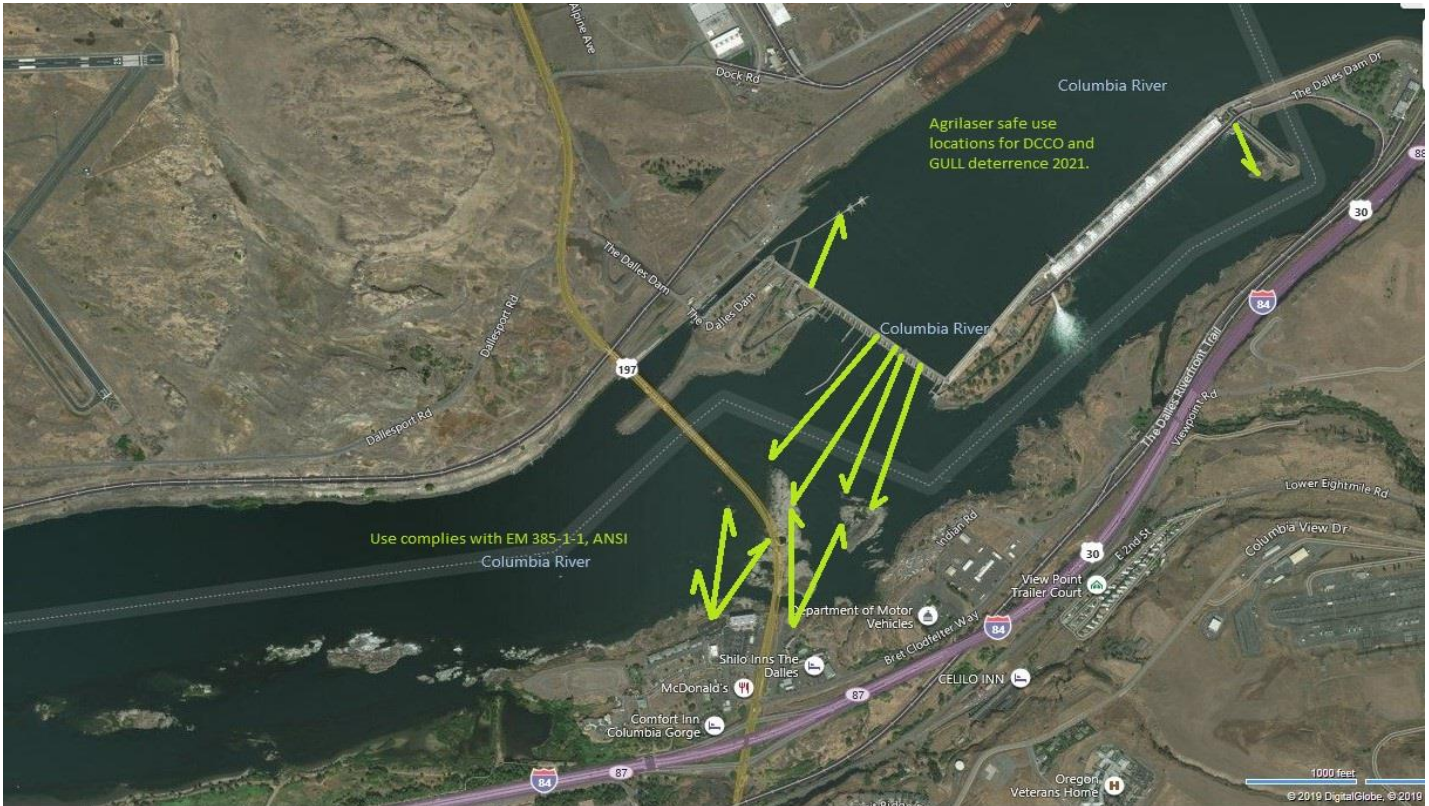 Alpine Ave
Dock Rd
Columbia River
The Dalles Dam Dr
Agrilaser safe use
locations for DCCO and
GULL deterrence 2021.
88
30
The Dalles Dam
The Dalles Dam
84
Columbia River
Dallesport Rd
197
The Dalles Riverfront Trail
Viewpoint Rd
Dallesport Rd
Lower Eightmile Rd
Columbia View Dr
Indian Rd
E 2nd St
Use complies with EM 385-1-1, ANSI
Columbia River
30
View Point
Trailer Court
Department of Motor
Vehicles
84
Bret Clodfelter Way
Shilo Inns The
Dalles
McDonald's
CELILO INN
87
Comfort Inn
Columbia Gorge
87
84
Oregon
Veterans Home
H
1000 feet
© 2019 DigitalGlobe, © 2019